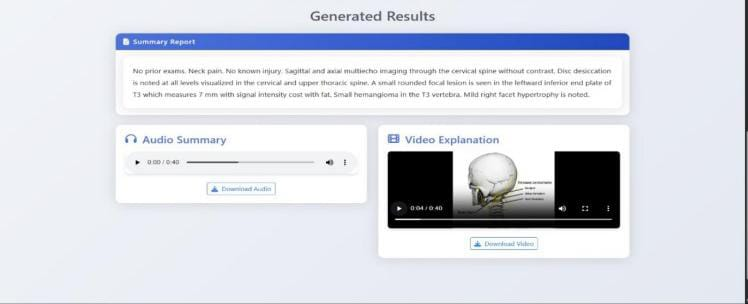 Generated Results
Summary Report
No prior exams. Neck pain. No known injury. Sagittal and axial multiecho imaging through the cervical spine without contrast. Disc desiccation
is noted at all levels visualized in the cervical and upper thoracic spine. A small rounded focal lesion is seen in the leftward inferior end plate of
T3 which measures 7 mm with signal intensity cost with fat. Small hemangioma in the T3 vertebra. Mild right facet hypertrophy is noted.
Audio Summary
0:00 / 0:40
Download Audio
Video Explanation
0:04 / 0:40
Download Video